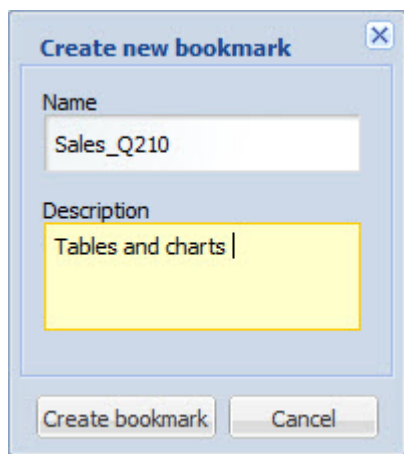 Create new bookmark
Name
Sales_Q210
Description
Tables and charts
Create bookmark Cancel